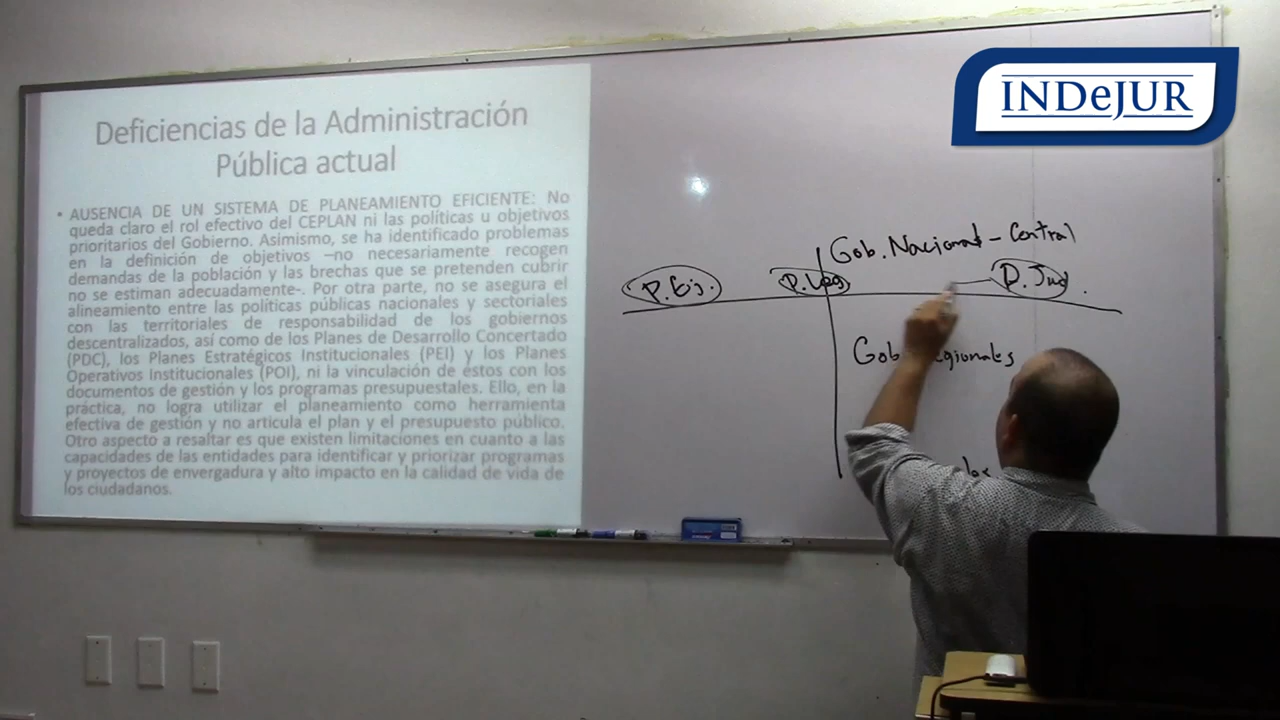 Deficiencias de la Administración
Pública actual
• AUSENCIA DE UN SISTEMA DE PLANEAMIENTO EFICIENTE: No
queda claro el rol efectivo del CEPLAN ni las políticas u objetivos
prioritarios del Gobierno. Asimismo, se ha identificado problemas
en la definición de objetivos –no necesariamente recogen
demandas de la población y las brechas que se pretenden cubrir
no se estiman adecuadamente-. Por otra parte, no se asegura el
alineamiento entre las políticas públicas nacionales y sectoriales
con las territoriales de responsabilidad de los gobiernos
descentralizados, así como de los Planes de Desarrollo Concertado
(PDC), los Planes Estratégicos Institucionales (PEI) y los Planes
Operativos Institucionales (POI), ni la vinculación de éstos con los
documentos de gestión y los programas presupuestales. Ello, en la
práctica, no logra utilizar el planeamiento como herramienta
efectiva de gestión y no articula el plan y el presupuesto público.
Otro aspecto a resaltar es que existen limitaciones en cuanto a las
capacidades de las entidades para identificar y priorizar programas
y proyectos de envergadura y alto impacto en la calidad de vida de
los ciudadanos.
INDeJUR
Gob. Nacional - Central
P. Ej. P. Leg P. Jud.
Gob.